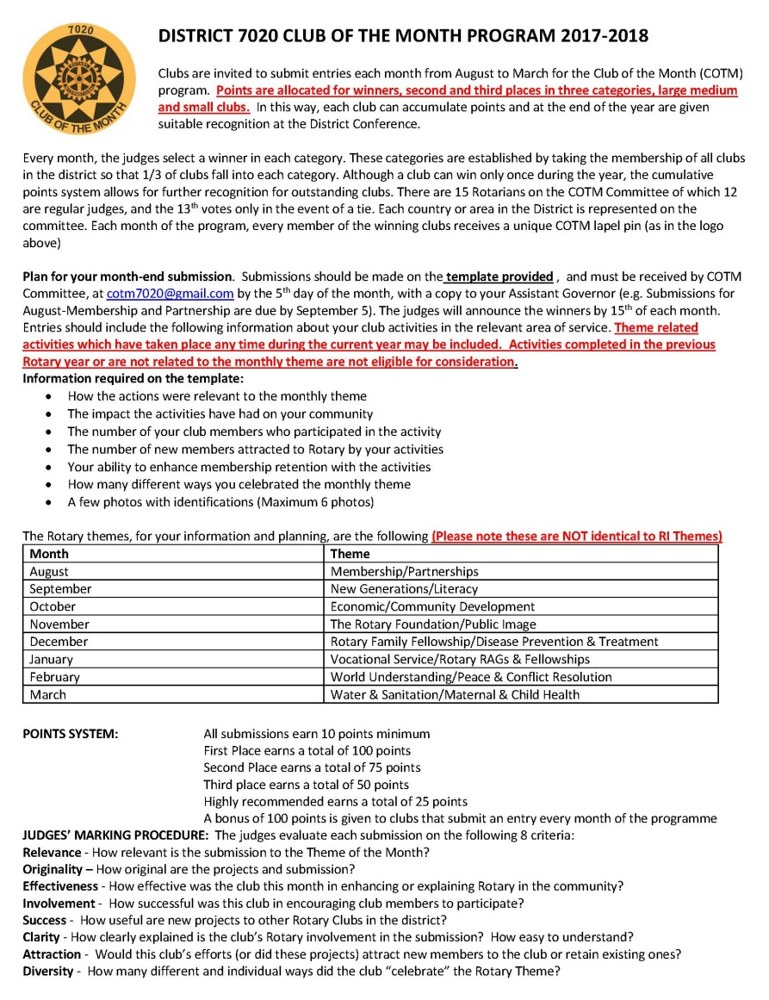 7020
CLUB OF THE MONTH
DISTRICT 7020 CLUB OF THE MONTH PROGRAM 2017-2018
Clubs are invited to submit entries each month from August to March for the Club of the Month (COTM)
program. Points are allocated for winners, second and third places in three categories, large medium
and small clubs. In this way, each club can accumulate points and at the end of the year are given
suitable recognition at the District Conference.
Every month, the judges select a winner in each category. These categories are established by taking the membership of all clubs
in the district so that 1/3 of clubs fall into each category. Although a club can win only once during the year, the cumulative
points system allows for further recognition for outstanding clubs. There are 15 Rotarians on the COTM Committee of which 12
are regular judges, and the 13th votes only in the event of a tie. Each country or area in the District is represented on the
committee. Each month of the program, every member of the winning clubs receives a unique COTM lapel pin (as in the logo
above)
Plan for your month-end submission. Submissions should be made on the template provided , and must be received by COTM
Committee, at cotm7020@gmail.com by the 5th day of the month, with a copy to your Assistant Governor (e.g. Submissions for
August-Membership and Partnership are due by September 5). The judges will announce the winners by 15th of each month.
Entries should include the following information about your club activities in the relevant area of service. Theme related
activities which have taken place any time during the current year may be included. Activities completed in the previous
Rotary year or are not related to the monthly theme are not eligible for consideration.
Information required on the template:
• How the actions were relevant to the monthly theme
• The impact the activities have had on your community
• The number of your club members who participated in the activity
• The number of new members attracted to Rotary by your activities
• Your ability to enhance membership retention with the activities
• How many different ways you celebrated the monthly theme
• A few photos with identifications (Maximum 6 photos)
The Rotary themes, for your information and planning, are the following (Please note these are NOT identical to RI Themes)
Month Theme
August Membership/Partnerships
September New Generations/Literacy
October Economic/Community Development
November The Rotary Foundation/Public Image
December Rotary Family Fellowship/Disease Prevention & Treatment
January Vocational Service/Rotary RAGs & Fellowships
February World Understanding/Peace & Conflict Resolution
March Water & Sanitation/Maternal & Child Health
POINTS SYSTEM: All submissions earn 10 points minimum
First Place earns a total of 100 points
Second Place earns a total of 75 points
Third place earns a total of 50 points
Highly recommended earns a total of 25 points
A bonus of 100 points is given to clubs that submit an entry every month of the programme
JUDGES' MARKING PROCEDURE: The judges evaluate each submission on the following 8 criteria:
Relevance - How relevant is the submission to the Theme of the Month?
Originality – How original are the projects and submission?
Effectiveness - How effective was the club this month in enhancing or explaining Rotary in the community?
Involvement - How successful was this club in encouraging club members to participate?
Success - How useful are new projects to other Rotary Clubs in the district?
Clarity - How clearly explained is the club's Rotary involvement in the submission? How easy to understand?
Attraction - Would this club's efforts (or did these projects) attract new members to the club or retain existing ones?
Diversity - How many different and individual ways did the club “celebrate” the Rotary Theme?